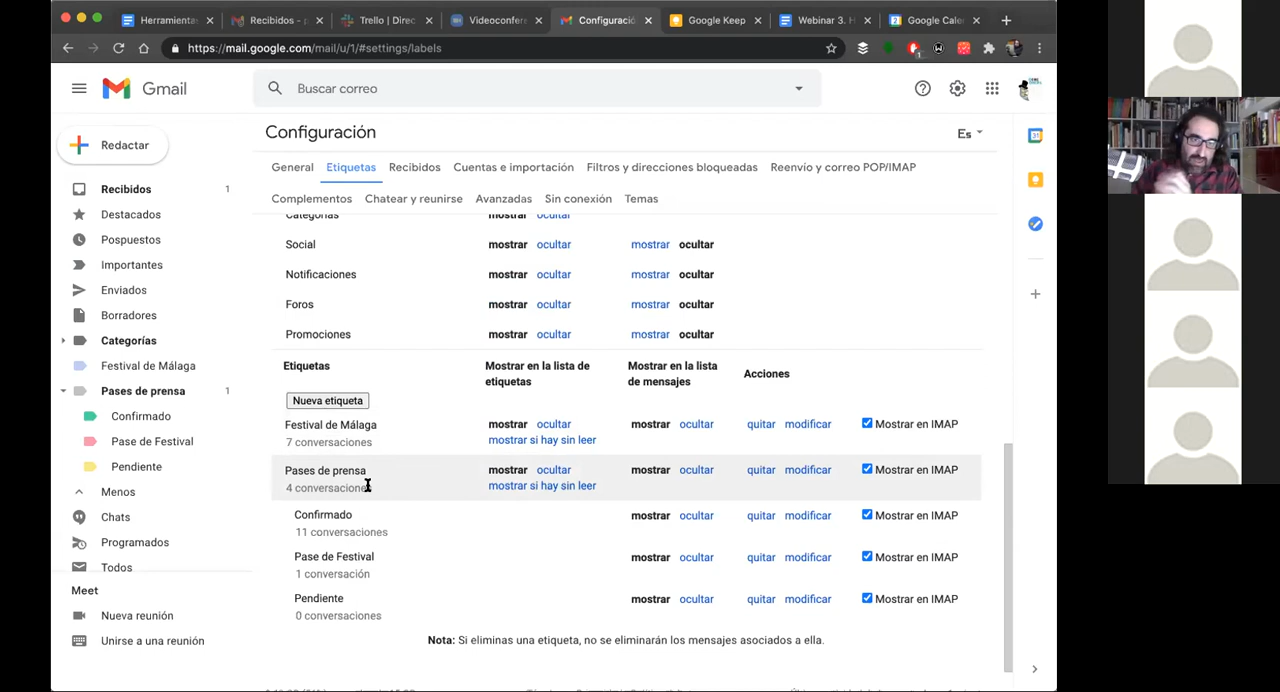 Herramientas
Recibidos - p
Trello | Direc
Videoconfere
Configuració
Google Keep
Webinar 3. H
Google Calen
https://mail.google.com/mail/u/1/#settings/labels
Gmail
Buscar correo
Configuración
Es
Redactar
General Etiquetas Recibidos Cuentas e importación Filtros y direcciones bloqueadas Reenvío y correo POP/IMAP
Complementos Chatear y reunirse Avanzadas Sin conexión Temas
Recibidos 1
Destacados
Pospuestos
Importantes
Enviados
Borradores
Categorías
Festival de Málaga
Pases de prensa 1
Confirmado
Pase de Festival
Pendiente
Menos
Chats
Programados
Todos
Meet
Nueva reunión
Unirse a una reunión
Categorías mostrar ocultar
Social mostrar ocultar mostrar ocultar
Notificaciones mostrar ocultar mostrar ocultar
Foros mostrar ocultar mostrar ocultar
Promociones mostrar ocultar mostrar ocultar
Etiquetas Mostrar en la lista de etiquetas Mostrar en la lista de mensajes Acciones
Nueva etiqueta
Festival de Málaga mostrar ocultar mostrar ocultar quitar modificar Mostrar en IMAP
7 conversaciones mostrar si hay sin leer
Pases de prensa mostrar ocultar mostrar ocultar quitar modificar Mostrar en IMAP
4 conversaciones mostrar si hay sin leer
Confirmado mostrar ocultar quitar modificar Mostrar en IMAP
11 conversaciones
Pase de Festival mostrar ocultar quitar modificar Mostrar en IMAP
1 conversación
Pendiente mostrar ocultar quitar modificar Mostrar en IMAP
0 conversaciones
Nota: Si eliminas una etiqueta, no se eliminarán los mensajes asociados a ella.